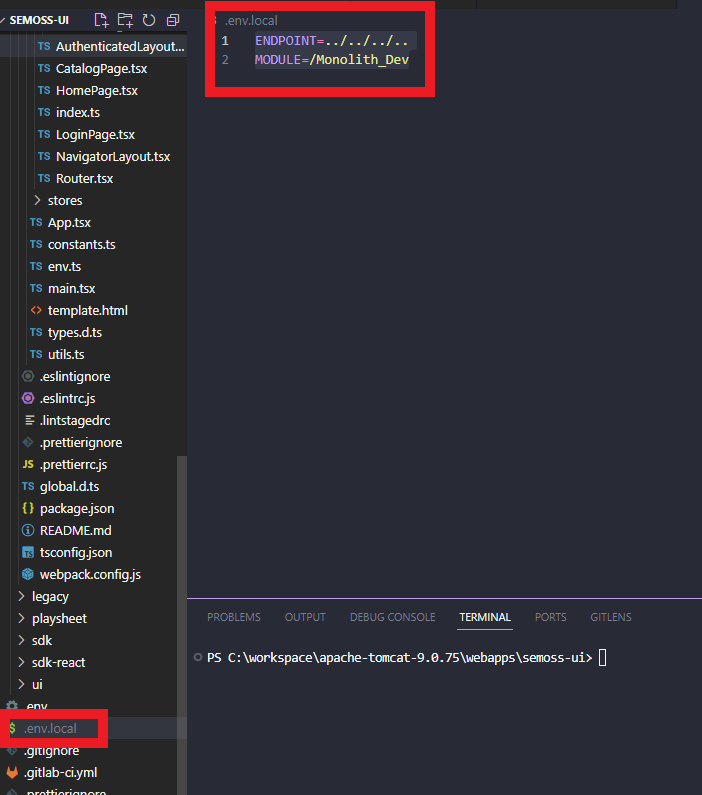 SEMOSS-UI
.env.local
TS AuthenticatedLayout...
TS CatalogPage.tsx
TS HomePage.tsx
TS index.ts
TS LoginPage.tsx
TS NavigatorLayout.tsx
TS Router.tsx
stores
TS App.tsx
TS constants.ts
TS env.ts
TS main.tsx
<> template.html
TS types.d.ts
TS utils.ts
.eslintignore
.eslintrc.js
.lintstagedrc
.prettierignore
JS .prettierrc.js
TS global.d.ts
{} package.json
README.md
TS tsconfig.json
webpack.config.js
legacy
playsheet
sdk
sdk-react
ui
.env
$ .env.local
.gitignore
.gitlab-ci.yml
.prettierignore
1 ENDPOINT=../../../..
2 MODULE=/Monolith_Dev
PROBLEMS OUTPUT DEBUG CONSOLE TERMINAL PORTS GITLENS
PS C:\workspace\apache-tomcat-9.0.75\webapps\semoss-ui>